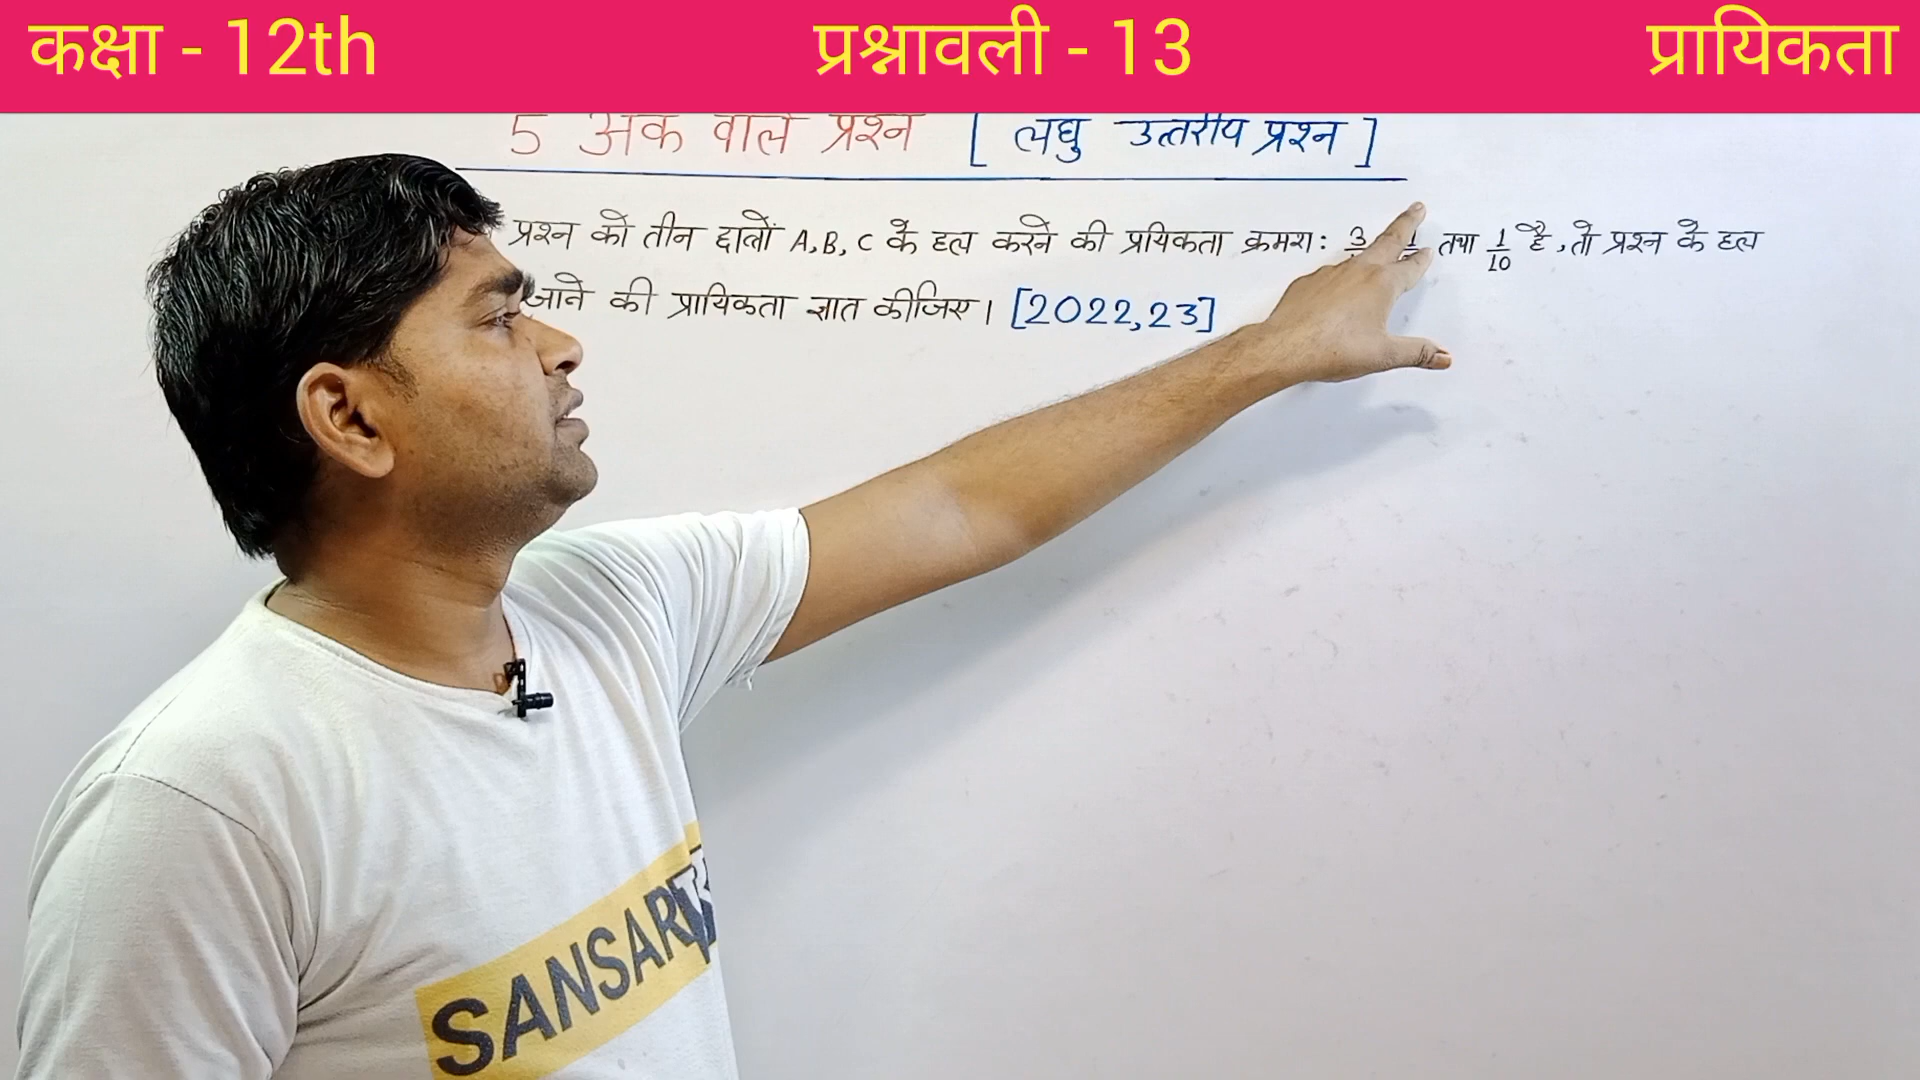 कक्षा - 12th प्रश्नावली - 13 प्रायिकता
5 अंक वाले प्रश्न [ लघु उत्तरीय प्रश्न ]
प्रश्न को तीन छात्रों A, B, C के हल करने की प्रयिकता क्रमश: तथा 1/10 है, तो प्रश्न के हल
जाने की प्रायिकता ज्ञात कीजिए। [2022,23]
SANSAR